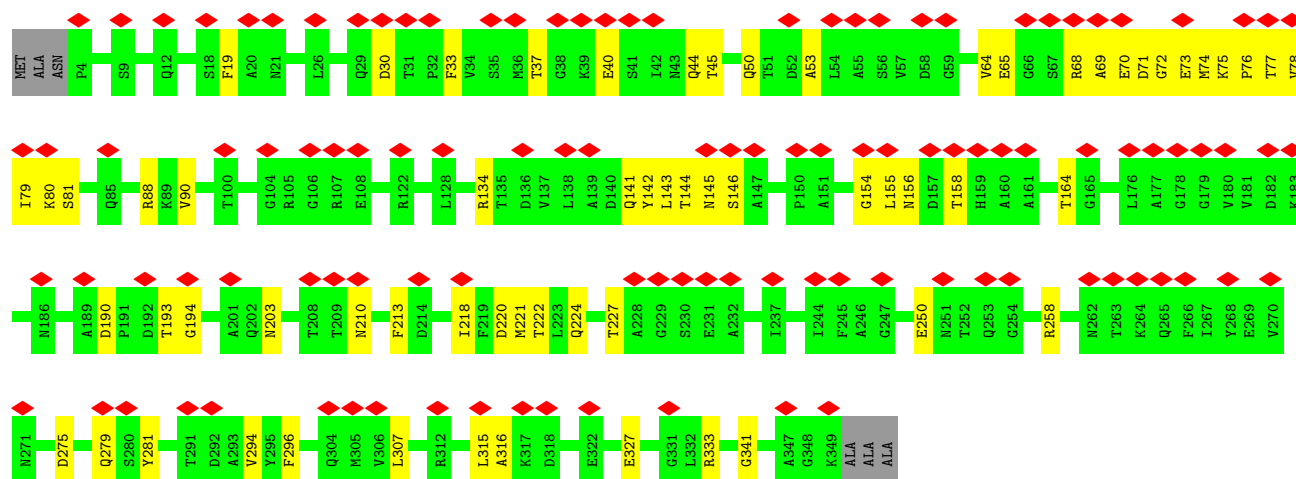 MET ALA ASN P4 S9 Q12 S18 F19 A20 N21 L26 Q29 D30 T31 P32 F33 V34 S35 M36 T37 G38 K39 E40 S41 I42 N43 Q44 T45 Q50 T51 D52 A53 L54 A55 S56 V57 D58 G59 V64 E65 G66 S67 R68 A69 E70 D71 G72 E73 M74 K75 P76 T77 V78
I79 K80 S81 Q85 R88 K89 V90 T100 G104 R105 G106 R107 E108 R122 L128 R134 T135 D136 V137 L138 A139 D140 Q141 Y142 L143 T144 N145 S146 A147 P150 A151 G154 L155 N156 D157 T158 H159 A160 A161 T164 G165 L176 A177 G178 G179 V180 V181 D182 K183
N186 A189 D190 P191 D192 T193 G194 A201 Q202 N203 T208 T209 N210 F213 D214 I218 F219 D220 M221 T222 L223 Q224 T227 A228 G229 S230 E231 A232 I237 I244 F245 A246 G247 E250 N251 T252 Q253 G254 R258 N262 T263 K264 Q265 F266 I267 Y268 E269 V270
N271 D275 Q279 S280 Y281 T291 D292 A293 V294 Y295 F296 Q304 M305 V306 L307 R312 L315 A316 K317 D318 E322 E327 G331 L332 R333 G341 A347 G348 K349 ALA ALA ALA